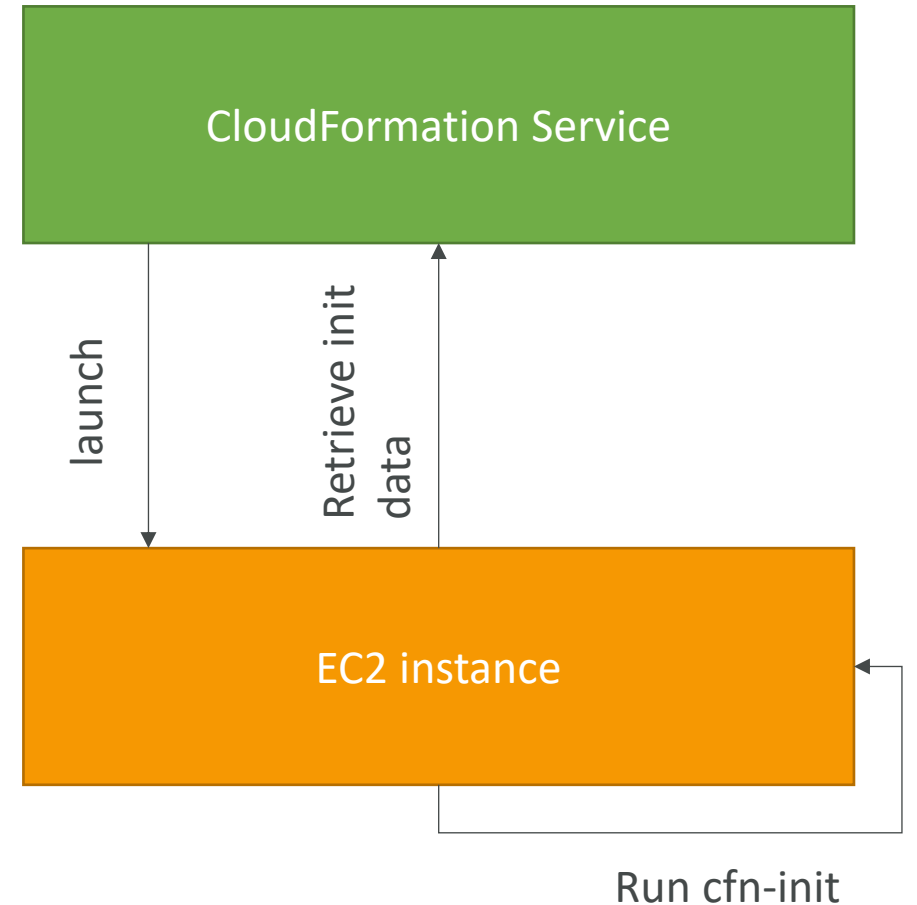 CloudFormation Service
launch
Retrieve init
data
EC2 instance
Run cfn-init